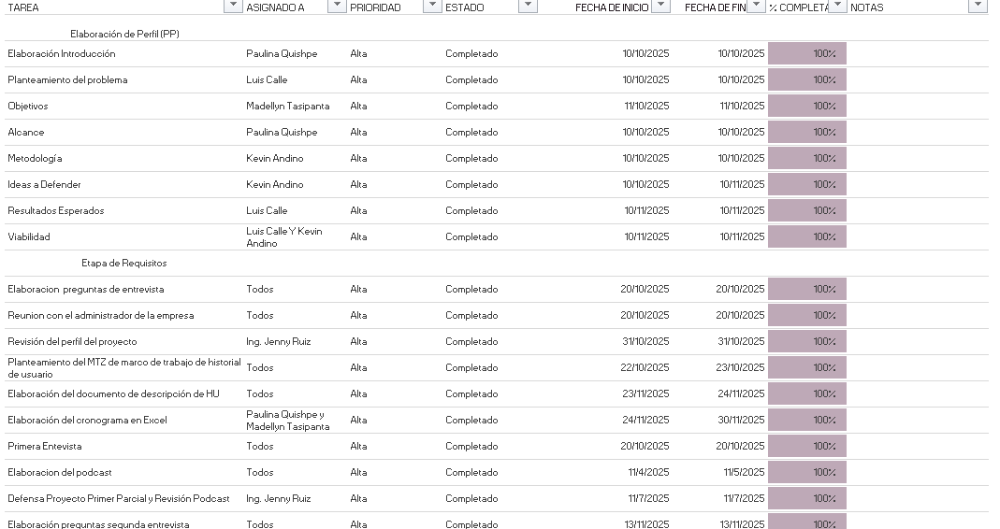 TAREA ASIGNADO A PRIORIDAD ESTADO FECHA DE INICIO FECHA DE FIN % COMPLETA NOTAS
Elaboración de Perfil (PP)
Elaboración Introducción Paulina Quishpe Alta Completado 10/10/2025 10/10/2025 100%
Planteamiento del problema Luis Calle Alta Completado 10/10/2025 10/10/2025 100%
Objetivos Madellyn Tasipanta Alta Completado 11/10/2025 11/10/2025 100%
Alcance Paulina Quishpe Alta Completado 10/10/2025 10/10/2025 100%
Metodología Kevin Andino Alta Completado 10/10/2025 10/10/2025 100%
Ideas a Defender Kevin Andino Alta Completado 10/10/2025 10/11/2025 100%
Resultados Esperados Luis Calle Alta Completado 10/11/2025 10/11/2025 100%
Viabilidad Luis Calle Y Kevin Andino Alta Completado 10/11/2025 10/11/2025 100%
Etapa de Requisitos
Elaboracion preguntas de entrevista Todos Alta Completado 20/10/2025 20/10/2025 100%
Reunion con el administrador de la empresa Todos Alta Completado 20/10/2025 20/10/2025 100%
Revisión del perfil del proyecto Ing. Jenny Ruiz Alta Completado 31/10/2025 31/10/2025 100%
Planteamiento del MTZ de marco de trabajo de historial de usuario Todos Alta Completado 22/10/2025 23/10/2025 100%
Elaboración del documento de descripción de HU Todos Alta Completado 23/11/2025 24/11/2025 100%
Elaboración del cronograma en Excel Paulina Quishpe y Madellyn Tasipanta Alta Completado 24/11/2025 30/11/2025 100%
Primera Entevista Todos Alta Completado 20/10/2025 20/10/2025 100%
Elaboracion del podcast Todos Alta Completado 11/4/2025 11/5/2025 100%
Defensa Proyecto Primer Parcial y Revisión Podcast Ing. Jenny Ruiz Alta Completado 11/7/2025 11/7/2025 100%
Elaboración preguntas segunda entrevista Todos Alta Completado 13/11/2025 13/11/2025 100%